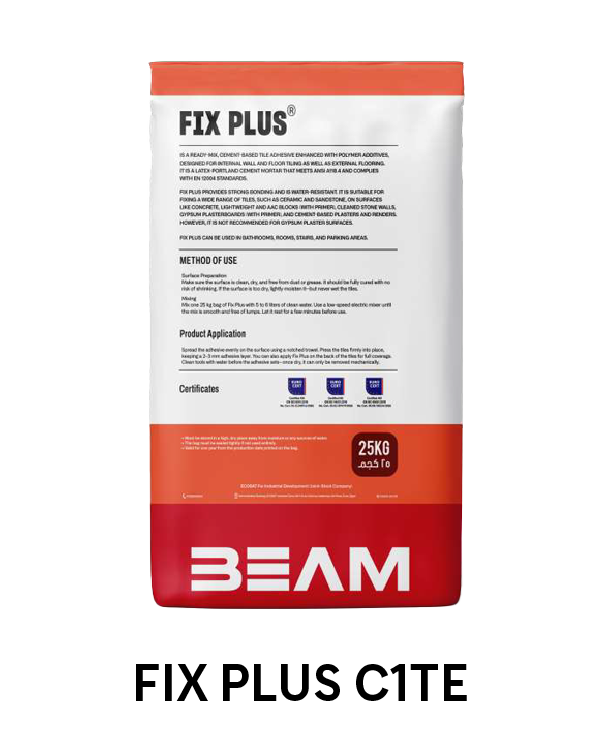 FIX PLUS®
IS A READY-MIX, CEMENT-BASED TILE ADHESIVE ENHANCED WITH POLYMER ADDITIVES,
DESIGNED FOR INTERNAL WALL AND FLOOR TILING AS WELL AS EXTERNAL FLOORING.
IT IS A LATEX-PORTLAND CEMENT MORTAR THAT MEETS ANSI A118.4 AND COMPLIES
WITH EN 12004 STANDARDS.
FIX PLUS PROVIDES STRONG BONDING AND IS WATER-RESISTANT. IT IS SUITABLE FOR
FIXING A WIDE RANGE OF TILES, SUCH AS CERAMIC AND SANDSTONE, ON SURFACES
LIKE CONCRETE, LIGHTWEIGHT AND AAC BLOCKS (WITH PRIMER), CLEANED STONE WALLS,
GYPSUM PLASTERBOARDS (WITH PRIMER), AND CEMENT-BASED PLASTERS AND RENDERS.
HOWEVER, IT IS NOT RECOMMENDED FOR GYPSUM PLASTER SURFACES.
FIX PLUS CAN BE USED IN BATHROOMS, ROOMS, STAIRS, AND PARKING AREAS.
METHOD OF USE
Surface Preparation
Make sure the surface is clean, dry, and free from dust or grease. It should be fully cured with no
risk of shrinking. If the surface is too dry, lightly moisten it—but never wet the tiles.
Mixing
Mix one 25 kg bag of Fix Plus with 5 to 6 liters of clean water. Use a low-speed electric mixer until
the mix is smooth and free of lumps. Let it rest for a few minutes before use.
Product Application
Spread the adhesive evenly on the surface using a notched trowel. Press the tiles firmly into place,
keeping a 2–3 mm adhesive layer. You can also apply Fix Plus on the back of the tiles for full coverage.
Clean tools with water before the adhesive sets—once dry, it can only be removed mechanically.
Certificates
EURO CERT EURO CERT EURO CERT
25KG
٢٥ كجم
BEAM
FIX PLUS C1TE